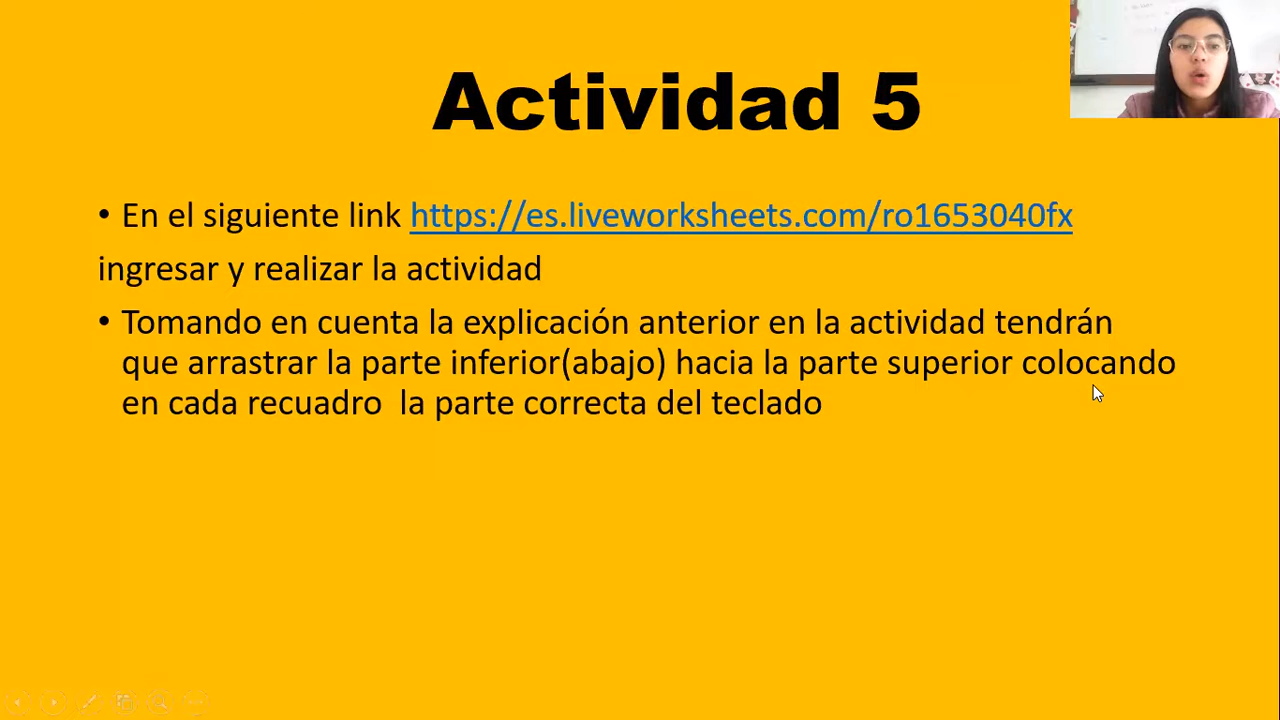 Actividad 5
• En el siguiente link https://es.liveworksheets.com/ro1653040fx
ingresar y realizar la actividad
• Tomando en cuenta la explicación anterior en la actividad tendrán
que arrastrar la parte inferior(abajo) hacia la parte superior colocando
en cada recuadro la parte correcta del teclado